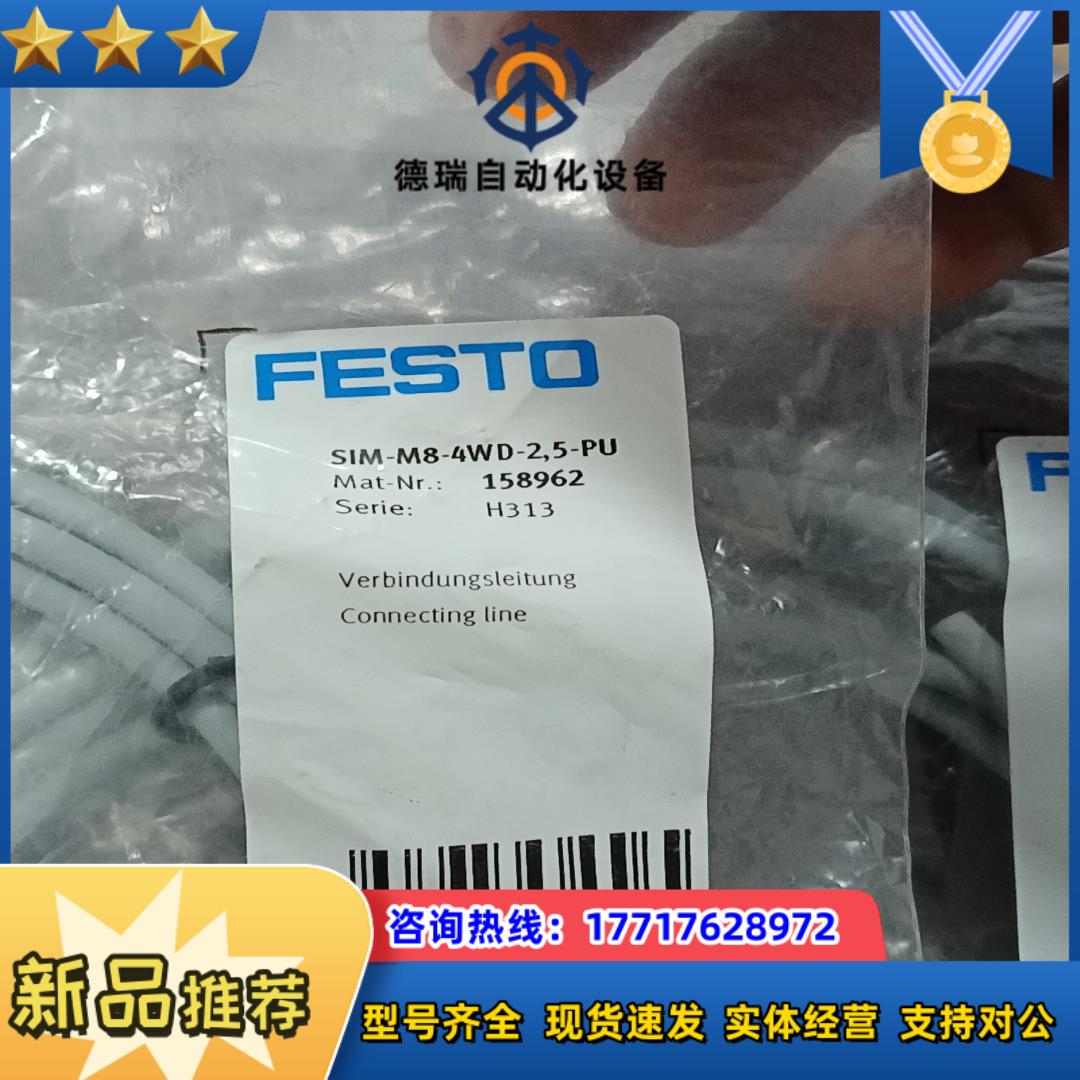 德瑞自动化设备
FESTO
SIM-M8-4WD-2,5-PU
Mat-Nr.: 158962
Serie: H313
Verbindungsleitung
Connecting line
F
咨询热线：17717628972
新品推荐
型号齐全 现货速发 实体经营 支持对公